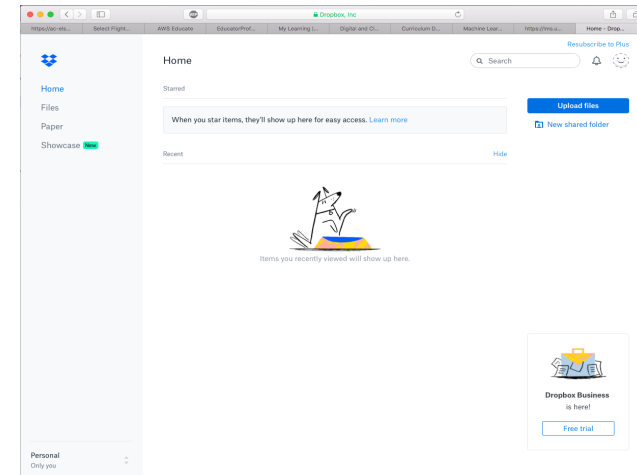 Dropbox, Inc
https://ao-els...
Select Flight...
AWS Educate
EducatorProf...
My Learning |...
Digital and Cl...
Curriculum D...
Machine Lear...
https://lms.u...
Home - Drop...
Resubscribe to Plus
Home
Search
Home
Files
Paper
Showcase New
Starred
When you star items, they'll show up here for easy access. Learn more
Upload files
New shared folder
Recent
Hide
Items you recently viewed will show up here.
Dropbox Business
is here!
Free trial
Personal
Only you